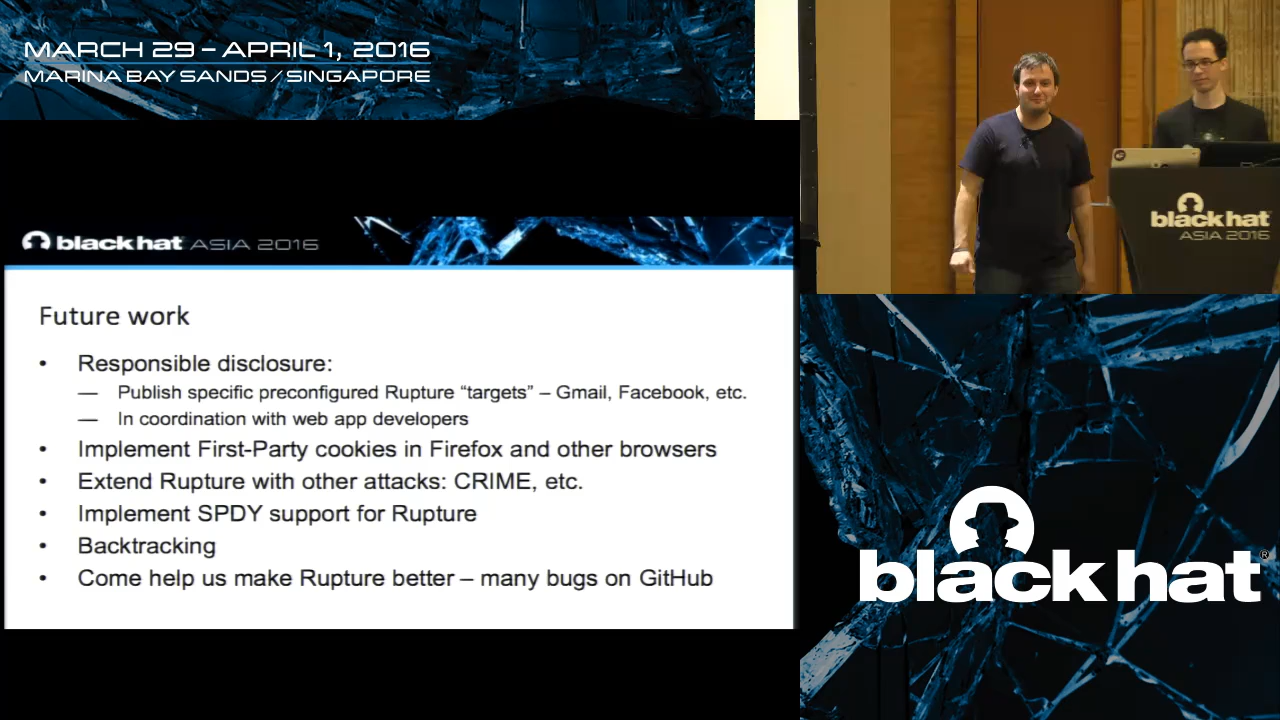 MARCH 29 – APRIL 1, 2016
MARINA BAY SANDS / SINGAPORE
black hat
ASIA 2016
black hat ASIA 2016
Future work
• Responsible disclosure:
— Publish specific preconfigured Rupture “targets” – Gmail, Facebook, etc.
— In coordination with web app developers
• Implement First-Party cookies in Firefox and other browsers
• Extend Rupture with other attacks: CRIME, etc.
• Implement SPDY support for Rupture
• Backtracking
• Come help us make Rupture better – many bugs on GitHub
black hat®